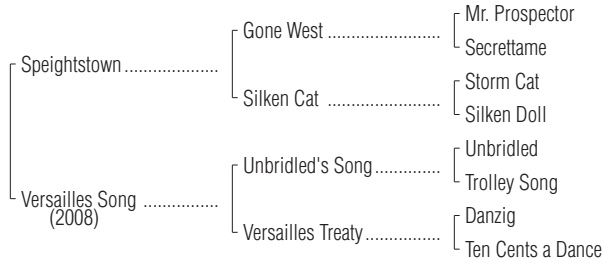 Mr. Prospector
Gone West ........................
Secrettame
Speightstown ....................
Storm Cat
Silken Cat ........................
Silken Doll
Unbridled
Unbridled's Song ..............
Trolley Song
Versailles Song ................
(2008)
Danzig
Versailles Treaty ................
Ten Cents a Dance